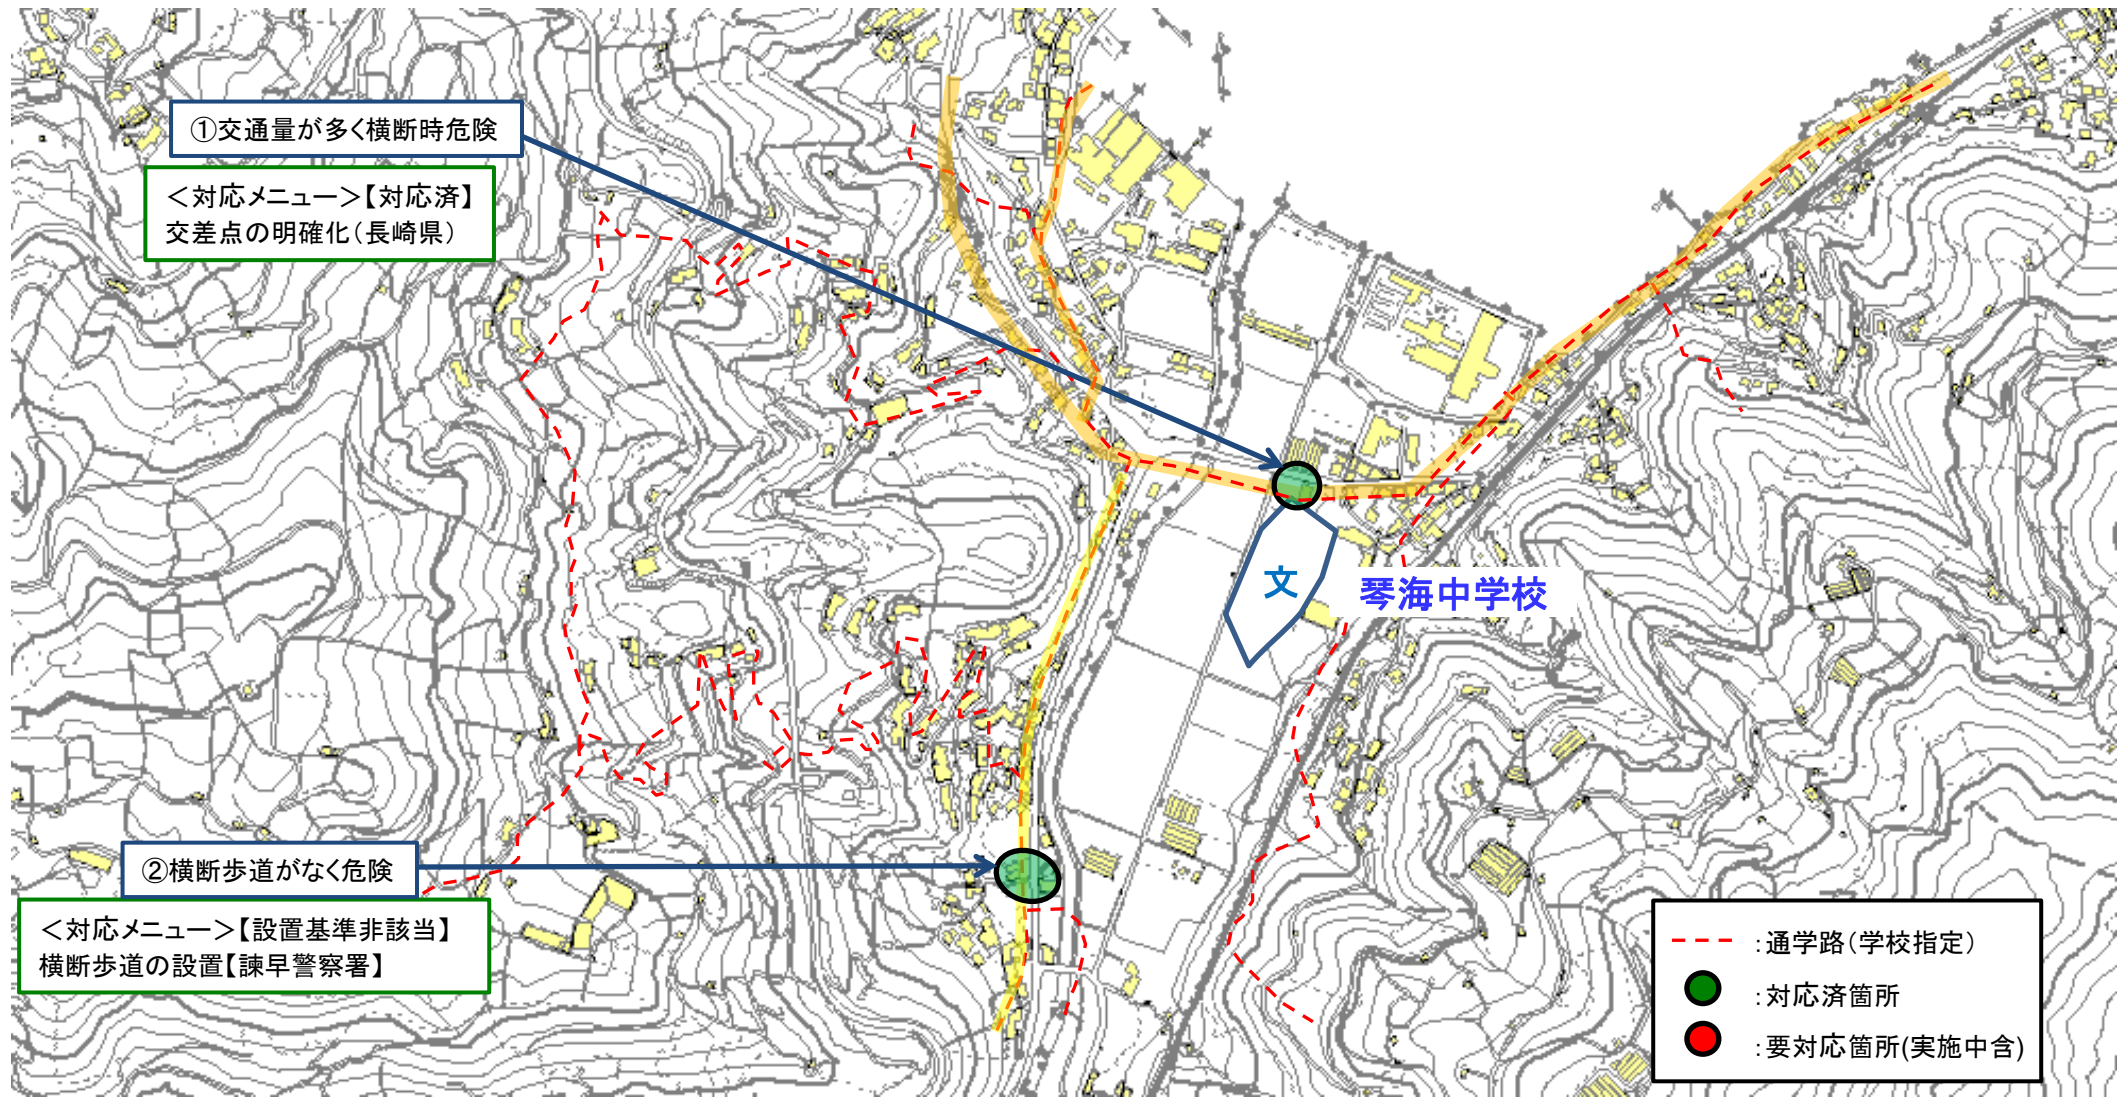 ①交通量が多く横断時危険
＜対応メニュー＞【対応済】
交差点の明確化（長崎県）
文
琴海中学校
②横断歩道がなく危険
＜対応メニュー＞【設置基準非該当】
横断歩道の設置【諫早警察署】
：通学路（学校指定）
：対応済箇所
：要対応箇所(実施中含)